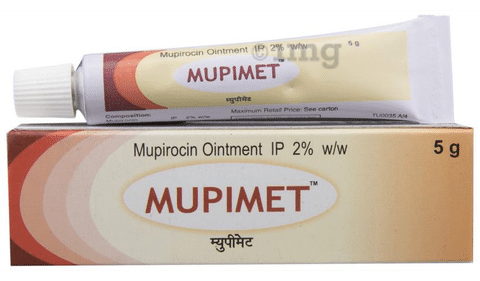 Mupirocin Ointment IP 2% w/w 5 g
MUPIMET™
म्युपीमेट
Composition: IP 2% w/w
Maximum Retail Price: See carton
Mupirocin Ointment IP 2% w/w 5 g
MUPIMET™
म्युपीमेट